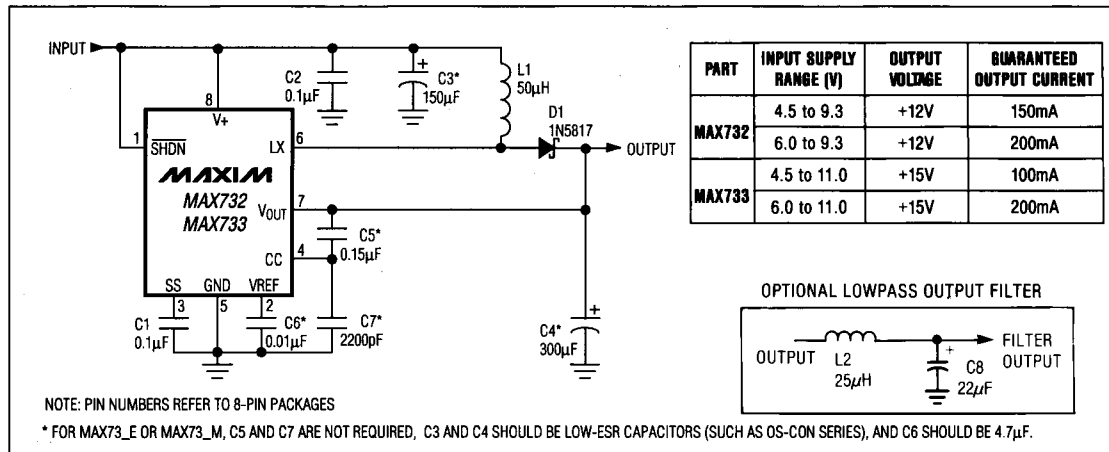 INPUT
C2
0.1µF
C3*
150µF
L1
50µH
D1
1N5817
OUTPUT
8
V+
1
SHDN
6
LX
MAXIM
MAX732
MAX733
7
VOUT
C5*
0.15µF
4
CC
SS
GND
VREF
3
5
2
C1
0.1µF
C6*
0.01µF
C7*
2200pF
C4*
300µF
PART
INPUT SUPPLY RANGE (V)
OUTPUT VOLTAGE
GUARANTEED OUTPUT CURRENT
MAX732
4.5 to 9.3
+12V
150mA
6.0 to 9.3
+12V
200mA
MAX733
4.5 to 11.0
+15V
100mA
6.0 to 11.0
+15V
200mA
OPTIONAL LOWPASS OUTPUT FILTER
OUTPUT
L2
25µH
C8
22µF
FILTER
OUTPUT
NOTE: PIN NUMBERS REFER TO 8-PIN PACKAGES
* FOR MAX73_E OR MAX73_M, C5 AND C7 ARE NOT REQUIRED, C3 AND C4 SHOULD BE LOW-ESR CAPACITORS (SUCH AS OS-CON SERIES), AND C6 SHOULD BE 4.7µF.